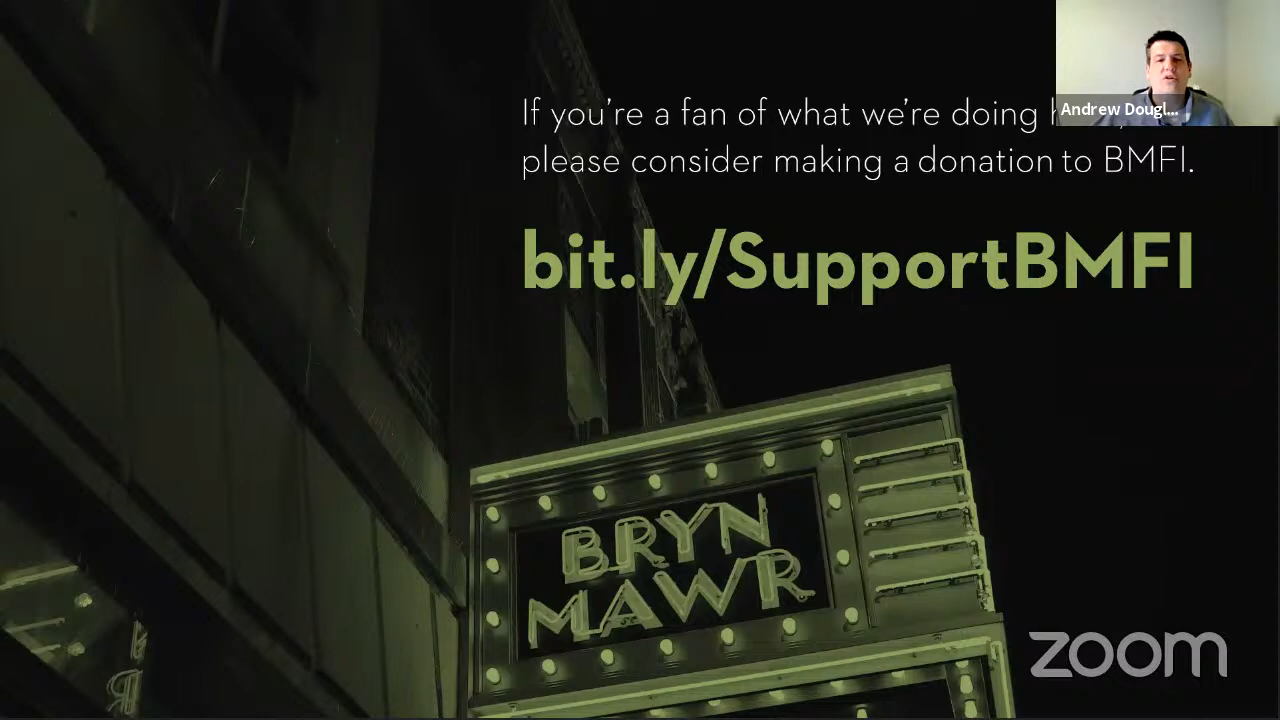 If you're a fan of what we're doing
please consider making a donation to BMFI.
bit.ly/SupportBMFI
Andrew Dougl...
BRYN
MAWR
zoom